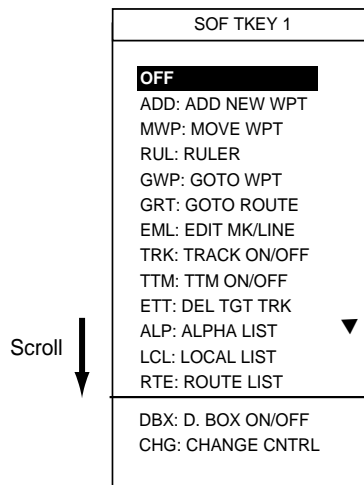 SOF TKEY 1
OFF
ADD: ADD NEW WPT
MWP: MOVE WPT
RUL: RULER
GWP: GOTO WPT
GRT: GOTO ROUTE
EML: EDIT MK/LINE
TRK: TRACK ON/OFF
TTM: TTM ON/OFF
ETT: DEL TGT TRK
ALP: ALPHA LIST
LCL: LOCAL LIST
RTE: ROUTE LIST
Scroll
DBX: D. BOX ON/OFF
CHG: CHANGE CNTRL